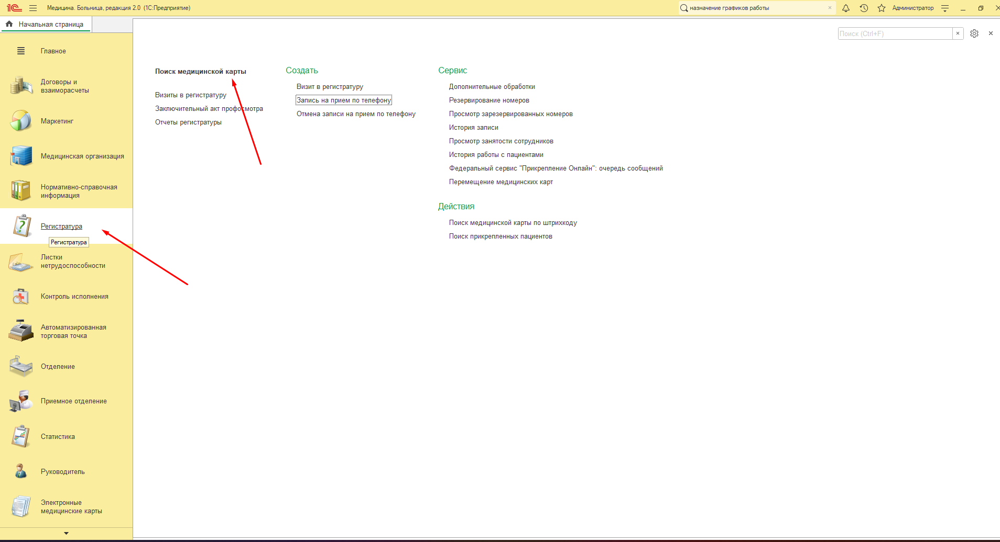 1С Медицина. Больница, редакция 2.0 (1С:Предприятие)
назначение графиков работы
×
Администратор
Начальная страница
Поиск (Ctrl+F)
×
Главное
Договоры и
взаиморасчеты
Маркетинг
Медицинская организация
Нормативно-справочная
информация
Регистратура
Регистратура
Листки
нетрудоспособности
Контроль исполнения
Автоматизированная
торговая точка
Отделение
Приемное отделение
Статистика
Руководитель
Электронные
медицинские карты
Поиск медицинской карты
Визиты в регистратуру
Заключительный акт профосмотра
Отчеты регистратуры
Создать
Визит в регистратуру
Запись на прием по телефону
Отмена записи на прием по телефону
Сервис
Дополнительные обработки
Резервирование номеров
Просмотр зарезервированных номеров
История записи
Просмотр занятости сотрудников
История работы с пациентами
Федеральный сервис "Прикрепление Онлайн": очередь сообщений
Перемещение медицинских карт
Действия
Поиск медицинской карты по штрихкоду
Поиск прикрепленных пациентов